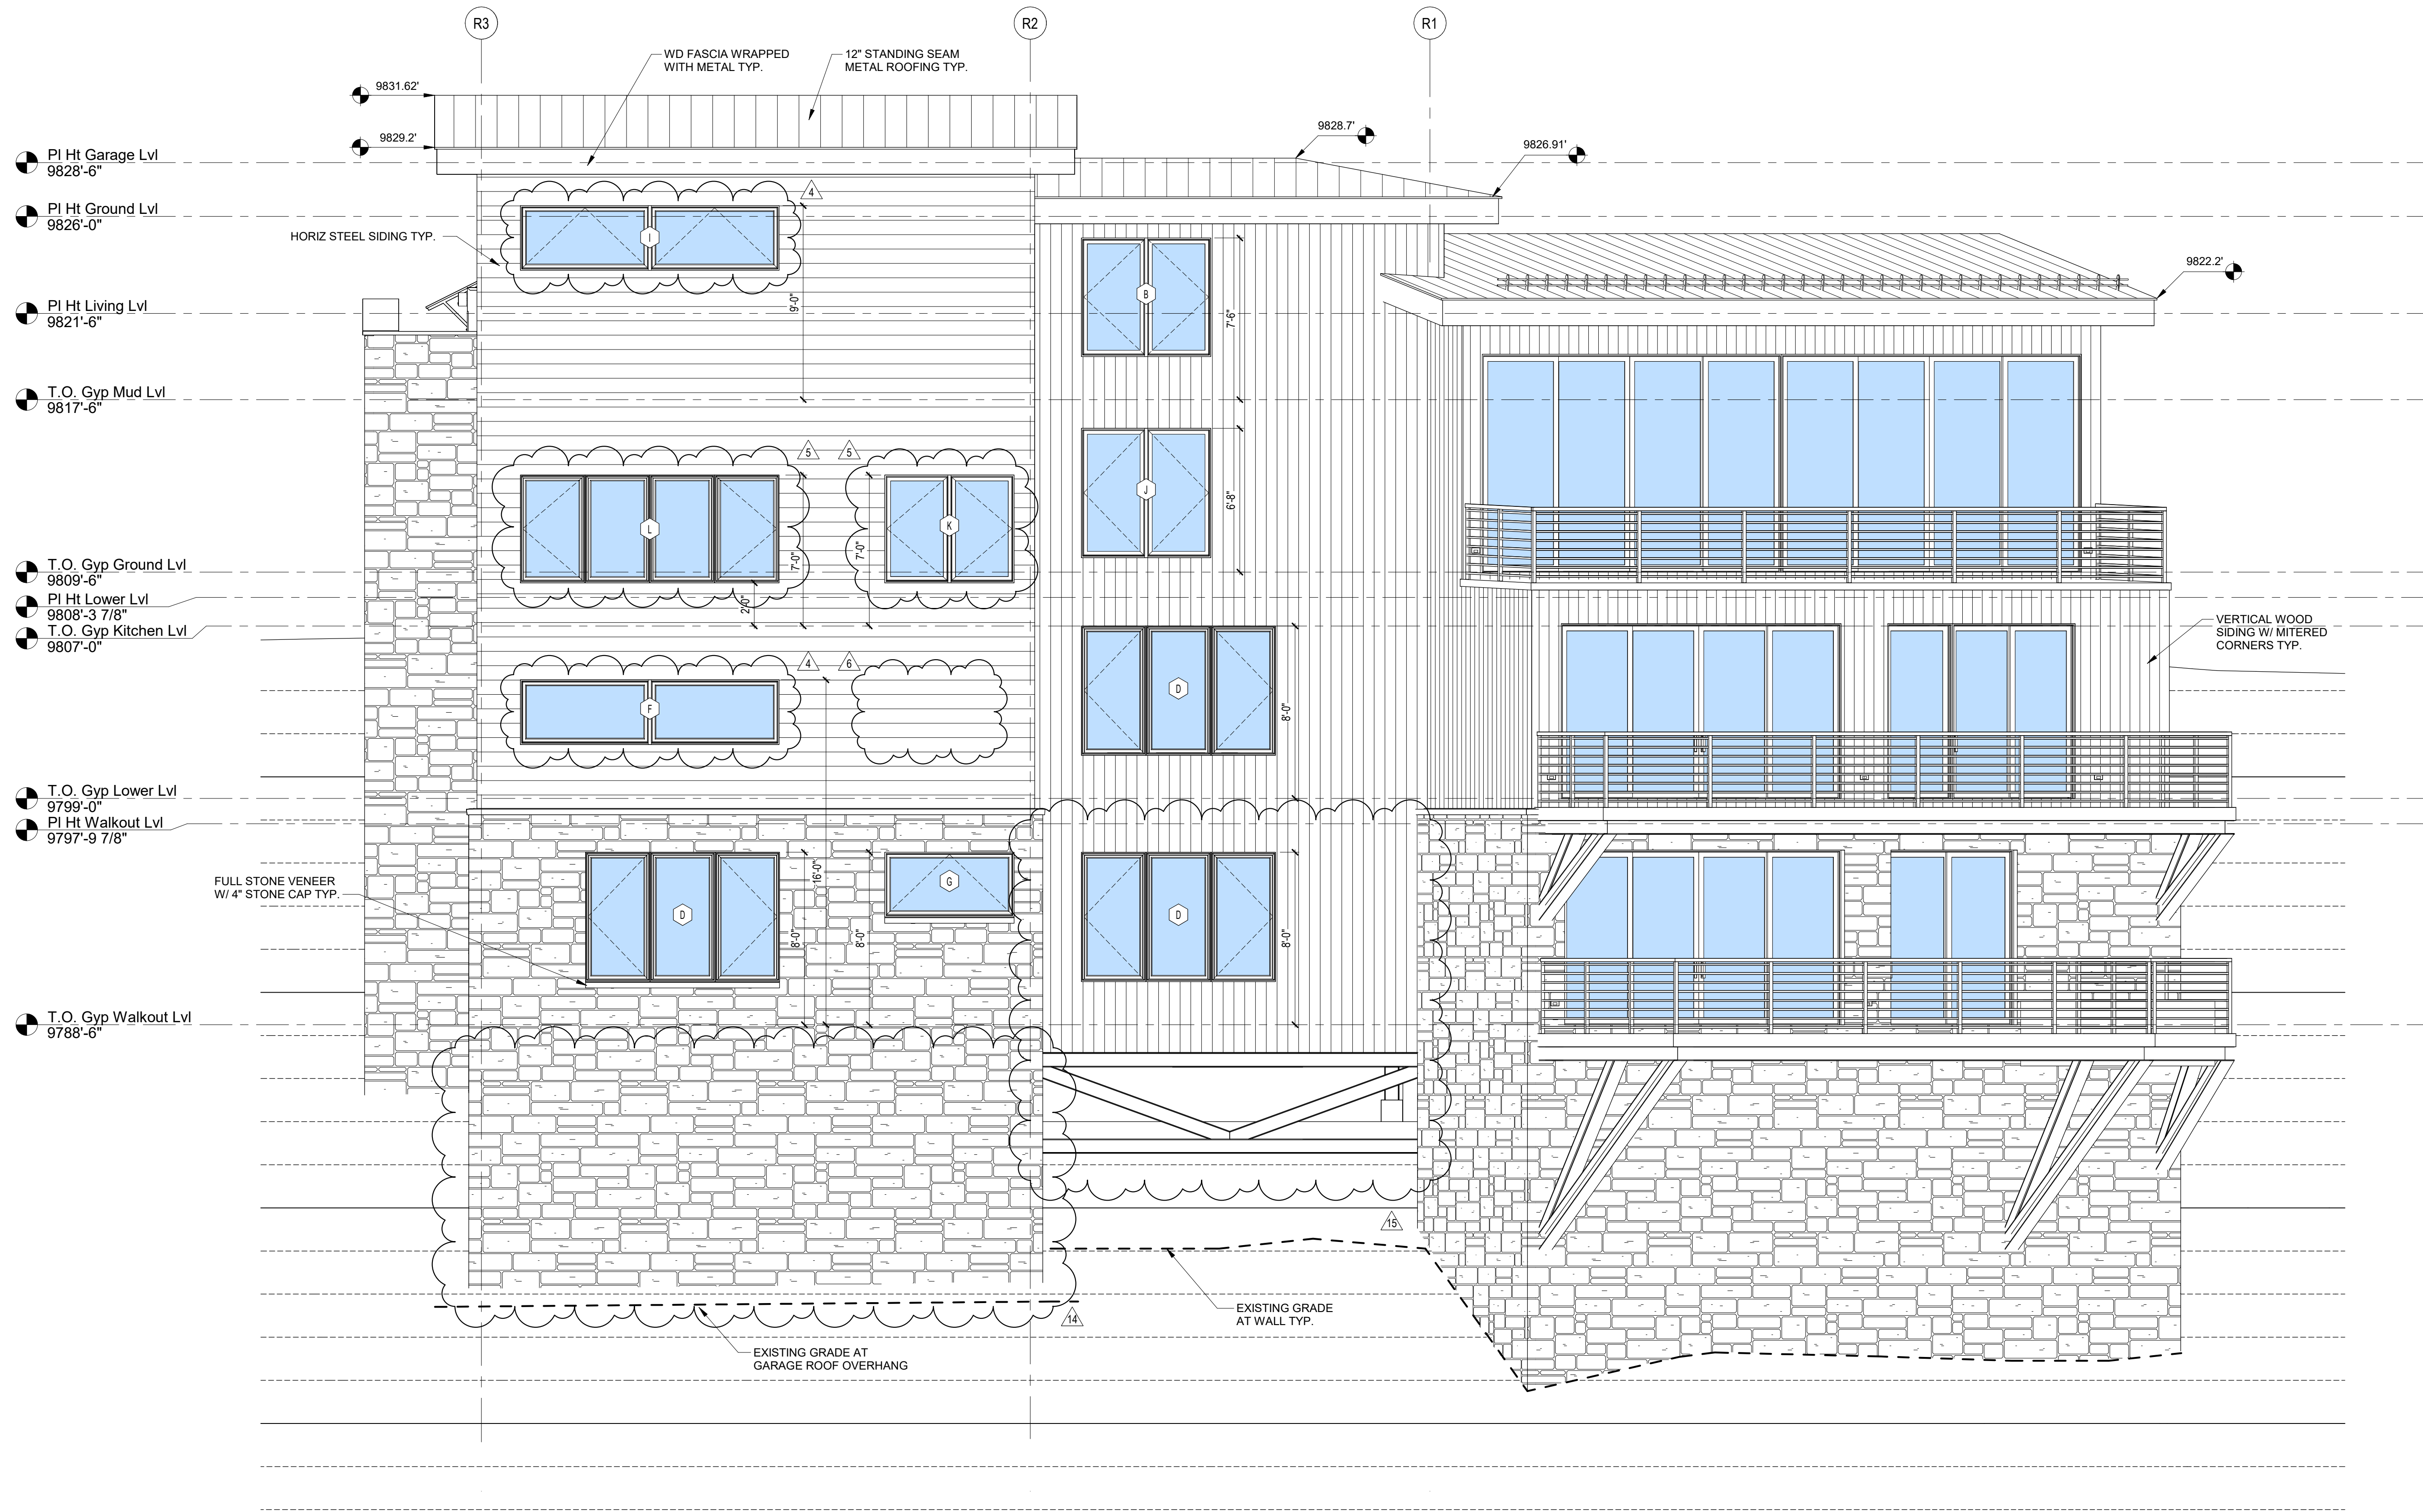 R3
R2
R1
WD FASCIA WRAPPED
WITH METAL TYP.
12" STANDING SEAM
METAL ROOFING TYP.
9831.62'
9829.2'
9828.7'
9826.91'
9822.2'
Pl Ht Garage Lvl
9828'-6"
Pl Ht Ground Lvl
9826'-0"
HORIZ STEEL SIDING TYP.
Pl Ht Living Lvl
9821'-6"
T.O. Gyp Mud Lvl
9817'-6"
T.O. Gyp Ground Lvl
9809'-6"
Pl Ht Lower Lvl
9808'-3 7/8"
T.O. Gyp Kitchen Lvl
9807'-0"
T.O. Gyp Lower Lvl
9799'-0"
Pl Ht Walkout Lvl
9797'-9 7/8"
FULL STONE VENEER
W/ 4" STONE CAP TYP.
T.O. Gyp Walkout Lvl
9788'-6"
4
I
9'-0"
B
7'-6"
5
5
L
K
7'-0"
7'-0"
2'-0"
J
6'-8"
4
6
F
D
8'-0"
VERTICAL WOOD
SIDING W/ MITERED
CORNERS TYP.
D
G
16'-0"
8'-0"
8'-0"
D
8'-0"
15
14
EXISTING GRADE
AT WALL TYP.
EXISTING GRADE AT
GARAGE ROOF OVERHANG